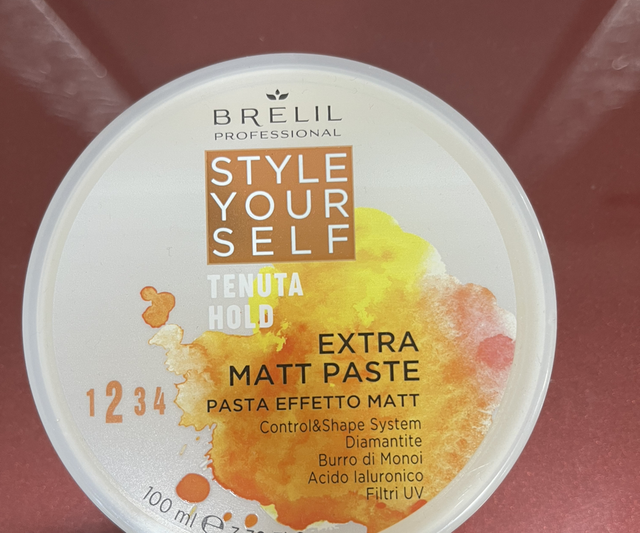 BRELIL
PROFESSIONAL
STYLE
YOUR
SELF
TENUTA
HOLD
EXTRA
MATT PASTE
1 2 3 4
PASTA EFFETTO MATT
Control&Shape System
Diamantite
Burro di Monoi
Acido Ialuronico
Filtri UV
100 ml ℮